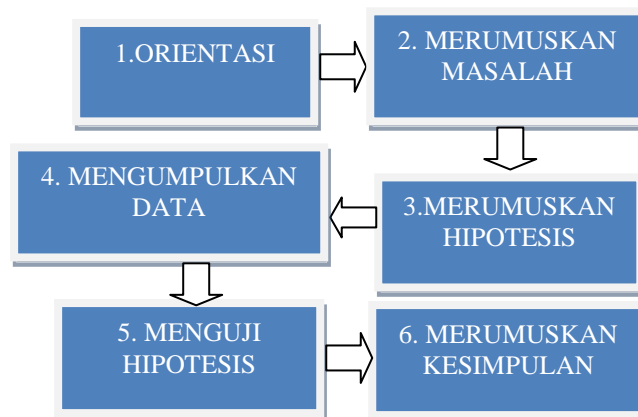 1.ORIENTASI
2. MERUMUSKAN
MASALAH
3.MERUMUSKAN
HIPOTESIS
4. MENGUMPULKAN
DATA
5. MENGUJI
HIPOTESIS
6. MERUMUSKAN
KESIMPULAN